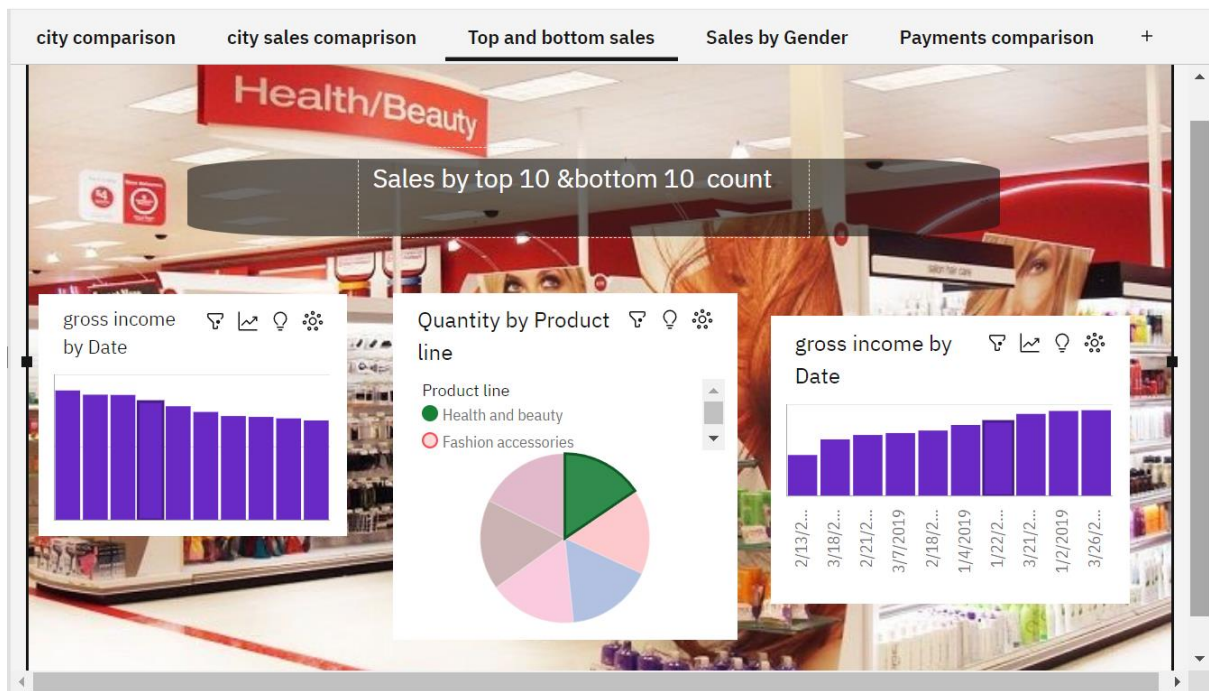 city comparison
city sales comaprison
Top and bottom sales
Sales by Gender
Payments comparison
+
Health/Beauty
Sales by top 10 &bottom 10 count
salon hair care
gross income
by Date
Quantity by Product
line
Product line
Health and beauty
Fashion accessories
gross income by
Date
2/13/2...
3/18/2...
2/21/2...
3/7/2019
2/18/2...
1/4/2019
1/22/2...
3/21/2...
1/2/2019
3/26/2...